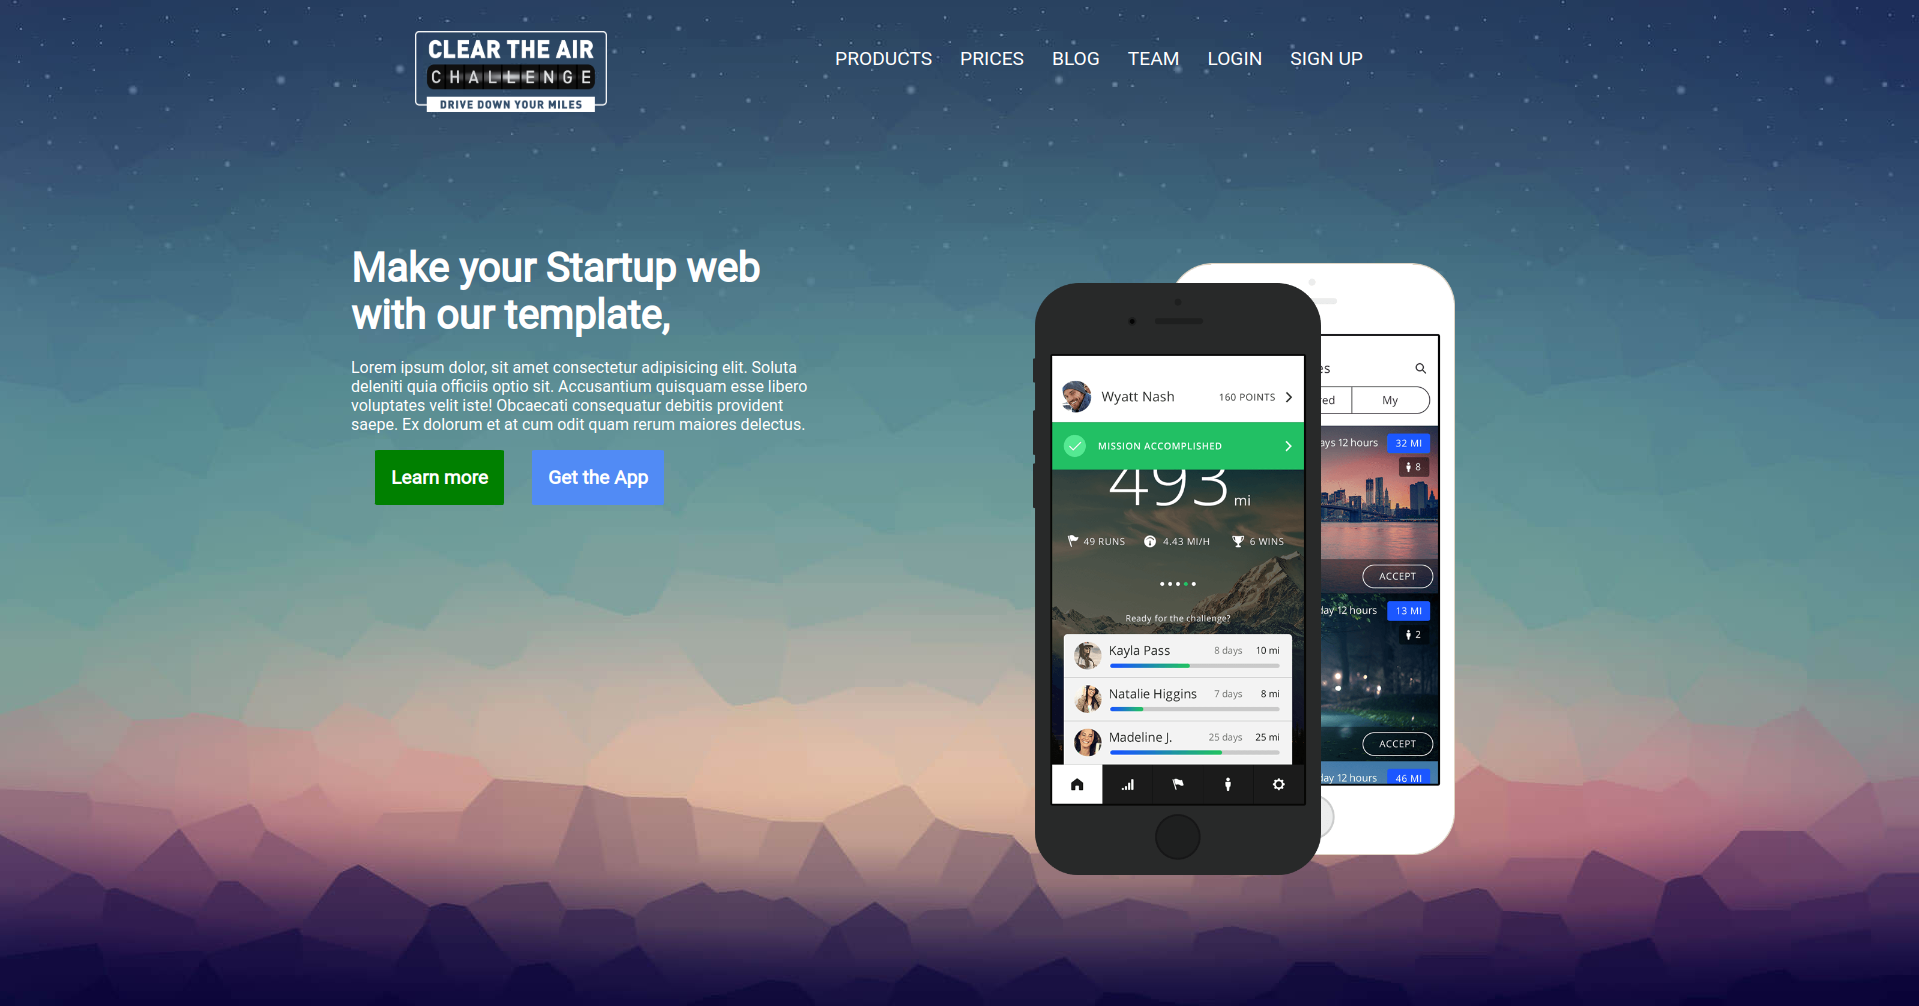 CLEAR THE AIR
CHALLENGE
DRIVE DOWN YOUR MILES
PRODUCTS PRICES BLOG TEAM LOGIN SIGN UP
Make your Startup web
with our template,
Lorem ipsum dolor, sit amet consectetur adipisicing elit. Soluta
deleniti quia officiis optio sit. Accusantium quisquam esse libero
voluptates velit iste! Obcaecati consequatur debitis provident
saepe. Ex dolorum et at cum odit quam rerum maiores delectus.
Learn more Get the App
Wyatt Nash 160 POINTS
MISSION ACCOMPLISHED
493 mi
49 RUNS 4.43 MI/H 6 WINS
Ready for the challenge?
Kayla Pass 8 days 10 mi
Natalie Higgins 7 days 8 mi
Madeline J. 25 days 25 mi
es
red My
ays 12 hours 32 MI
8
ACCEPT
day 12 hours 13 MI
2
ACCEPT
day 12 hours 46 MI